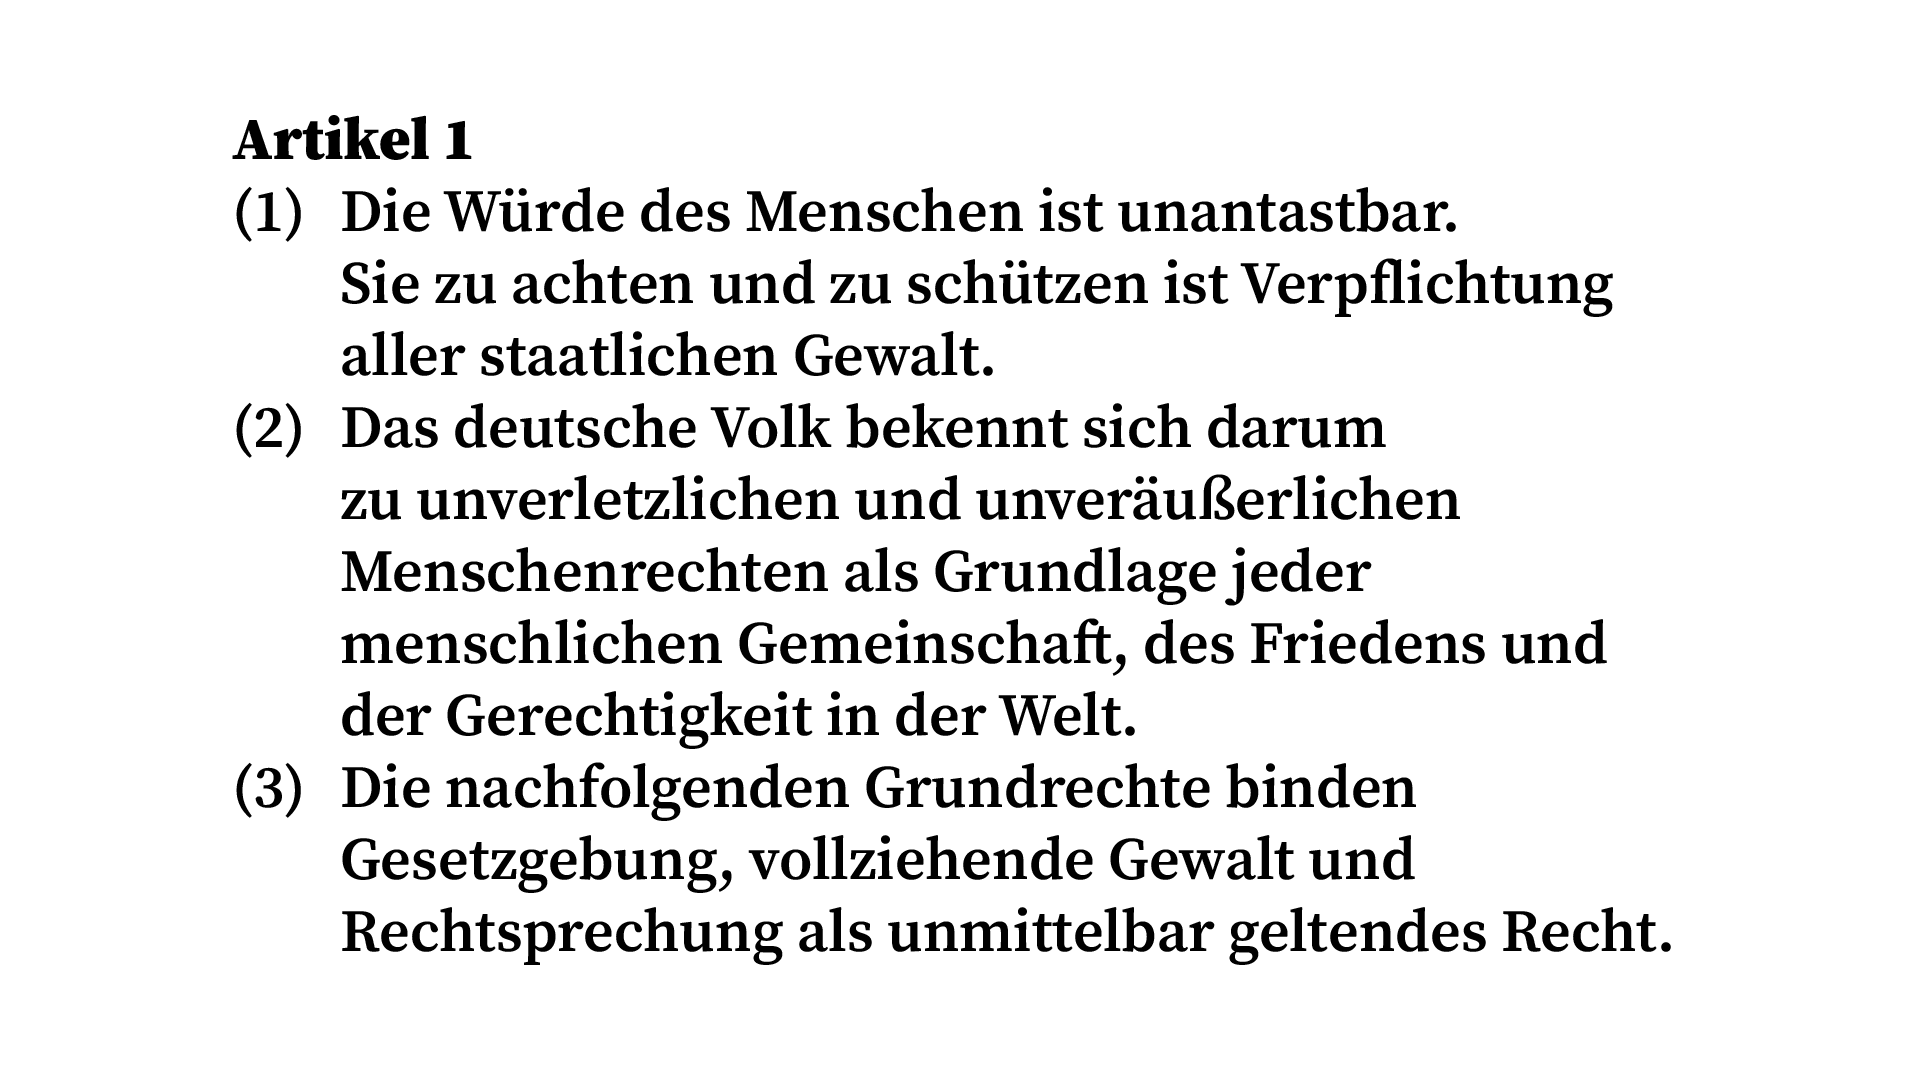 Artikel 1
(1) Die Würde des Menschen ist unantastbar.
Sie zu achten und zu schützen ist Verpflichtung
aller staatlichen Gewalt.
(2) Das deutsche Volk bekennt sich darum
zu unverletzlichen und unveräußerlichen
Menschenrechten als Grundlage jeder
menschlichen Gemeinschaft, des Friedens und
der Gerechtigkeit in der Welt.
(3) Die nachfolgenden Grundrechte binden
Gesetzgebung, vollziehende Gewalt und
Rechtsprechung als unmittelbar geltendes Recht.